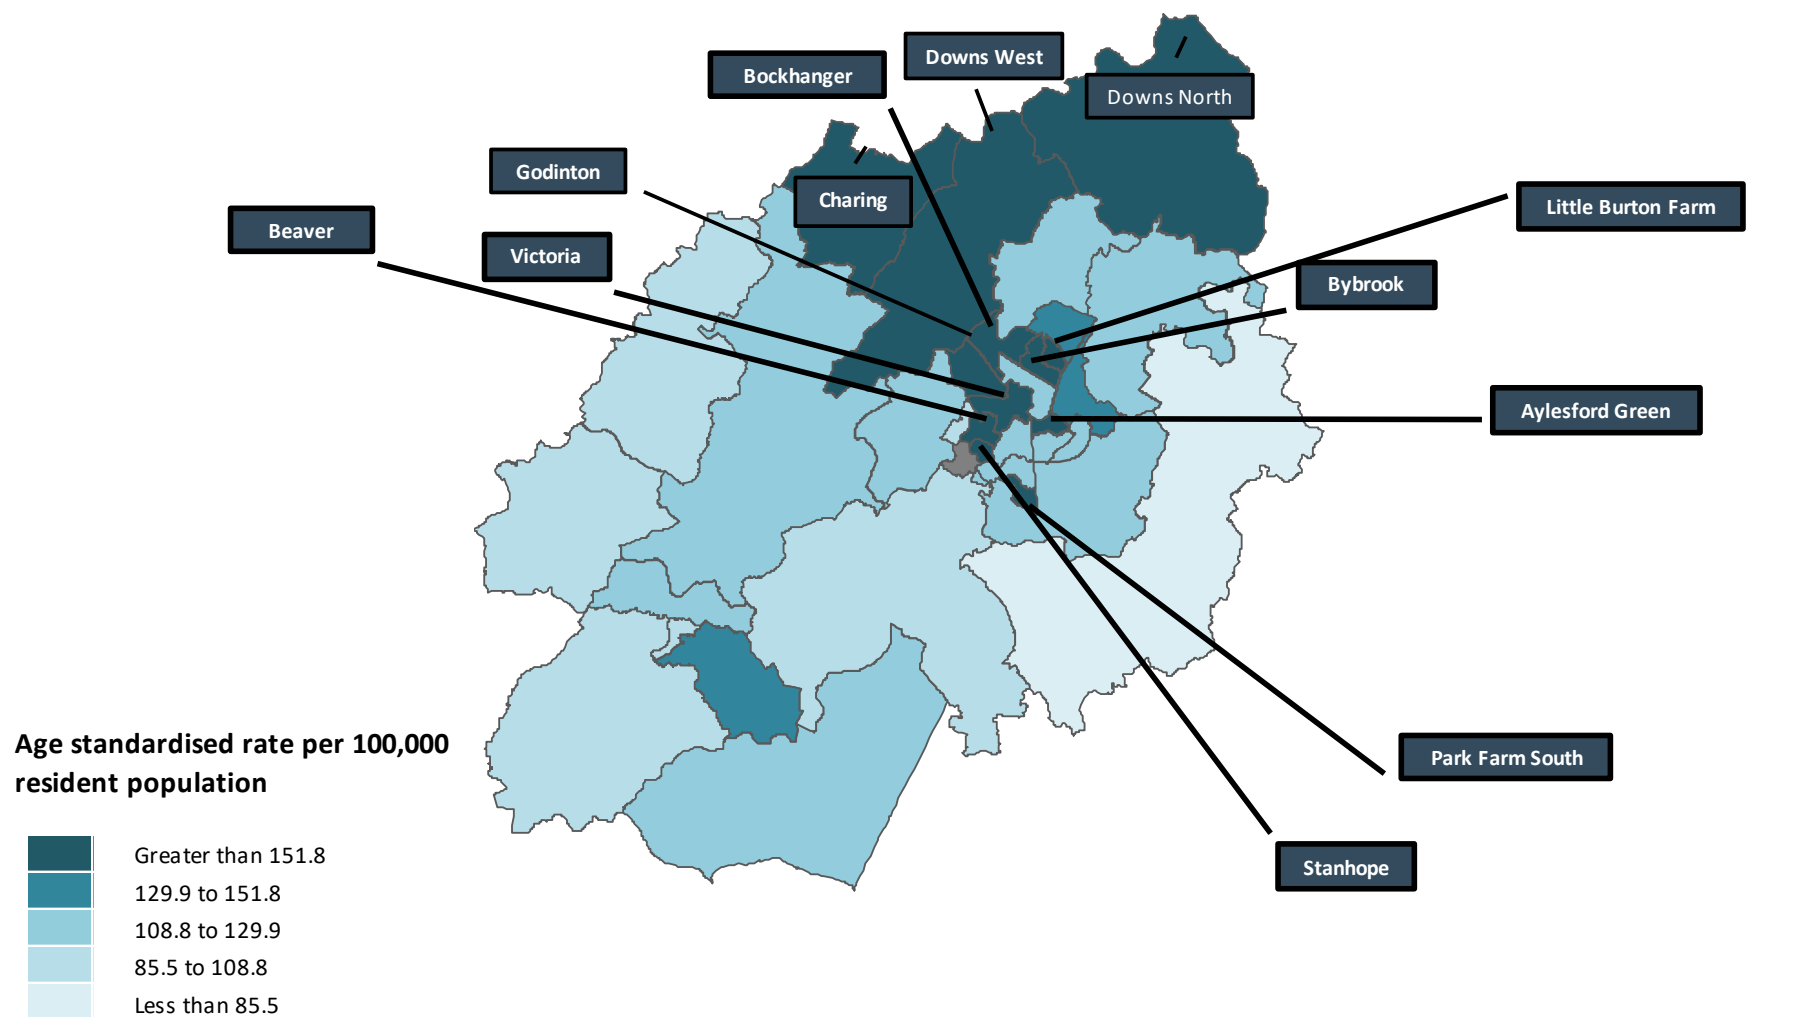 Downs West
Bockhanger
Downs North
Godinton
Charing
Little Burton Farm
Beaver
Victoria
Bybrook
Aylesford Green
Park Farm South
Stanhope
Age standardised rate per 100,000
resident population
Greater than 151.8
129.9 to 151.8
108.8 to 129.9
85.5 to 108.8
Less than 85.5